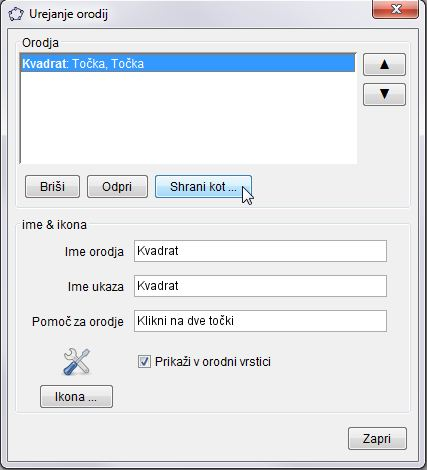 Urejanje orodij
Orodja
Kvadrat: Točka, Točka
Briši
Odpri
Shrani kot ...
ime & ikona
Ime orodja
Kvadrat
Ime ukaza
Kvadrat
Pomoč za orodje
Klikni na dve točki
Prikaži v orodni vrstici
Ikona ...
Zapri